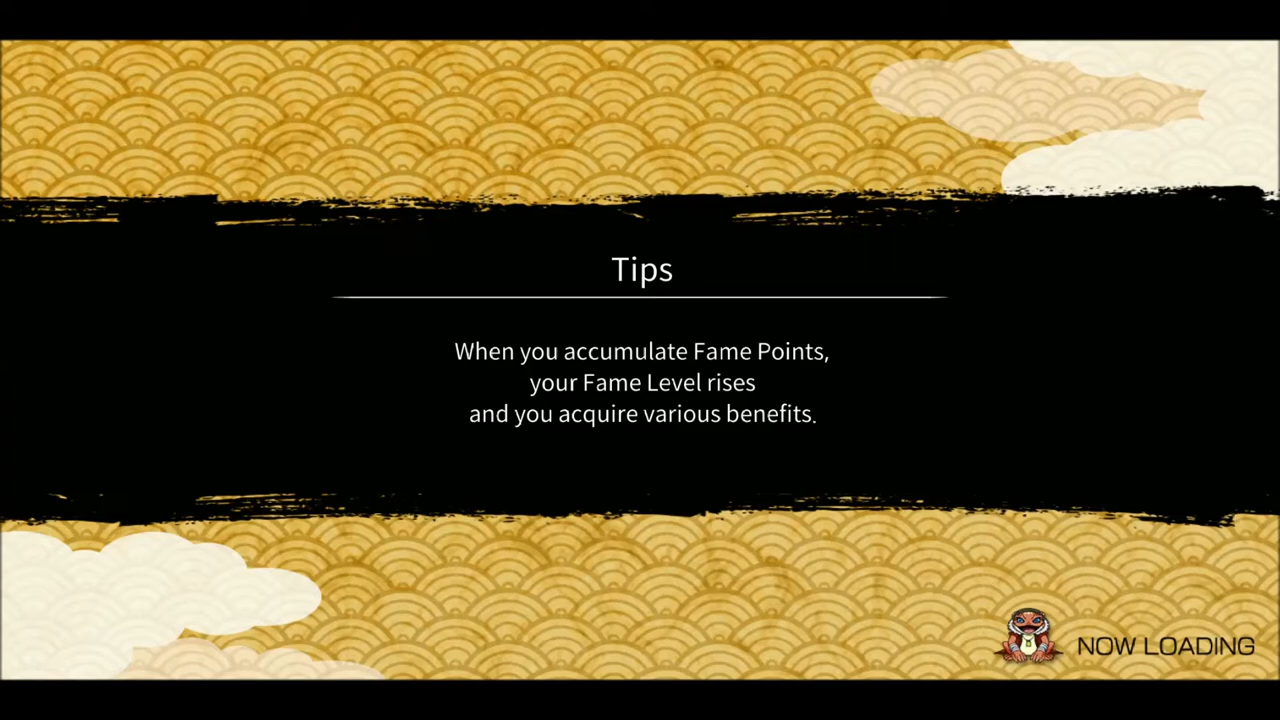 Tips
When you accumulate Fame Points,
your Fame Level rises
and you acquire various benefits.
NOW LOADING